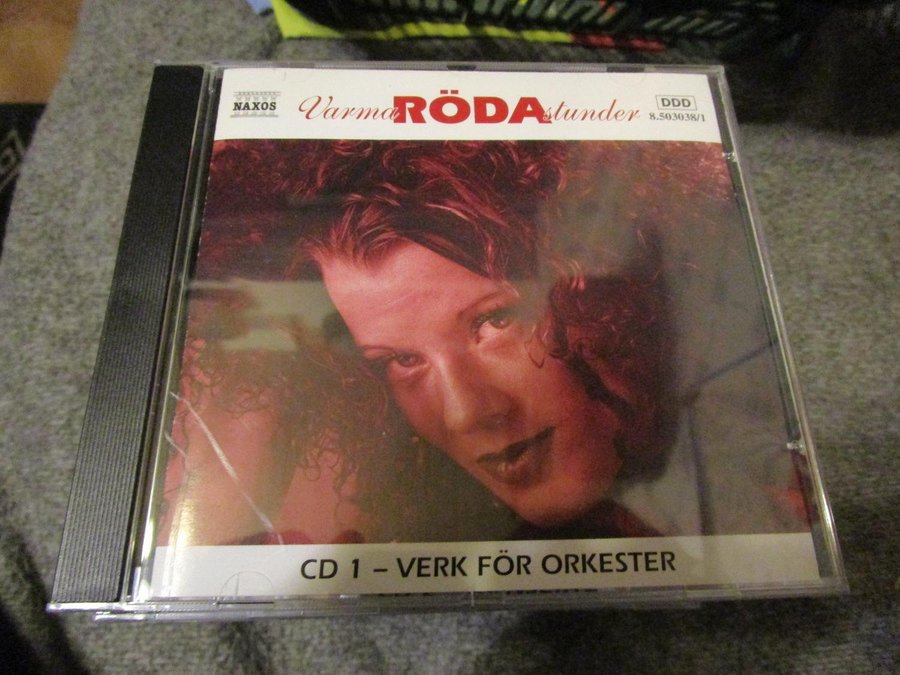 NAXOS
Varma RÖDA stunder
DDD
8.503038/1
CD 1 – VERK FÖR ORKESTER